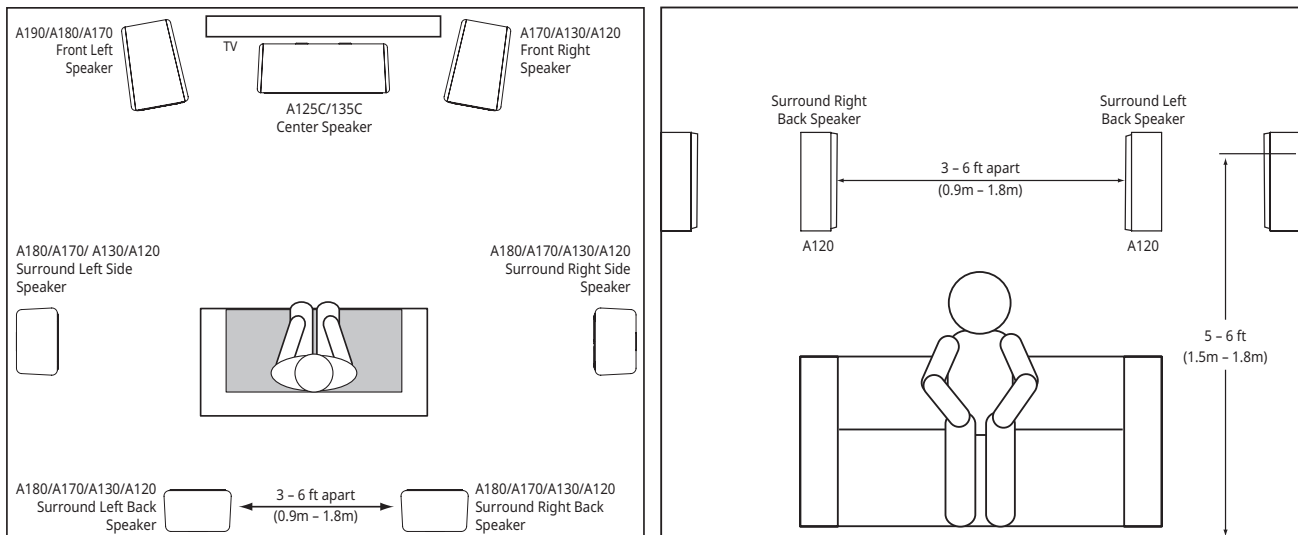 A190/A180/A170
Front Left
Speaker
TV
A170/A130/A120
Front Right
Speaker
A125C/135C
Center Speaker
A180/A170/ A130/A120
Surround Left Side
Speaker
A180/A170/A130/A120
Surround Right Side
Speaker
A180/A170/A130/A120
Surround Left Back
Speaker
3 – 6 ft apart
(0.9m – 1.8m)
A180/A170/A130/A120
Surround Right Back
Speaker
Surround Right
Back Speaker
Surround Left
Back Speaker
3 – 6 ft apart
(0.9m – 1.8m)
A120
A120
5 – 6 ft
(1.5m – 1.8m)